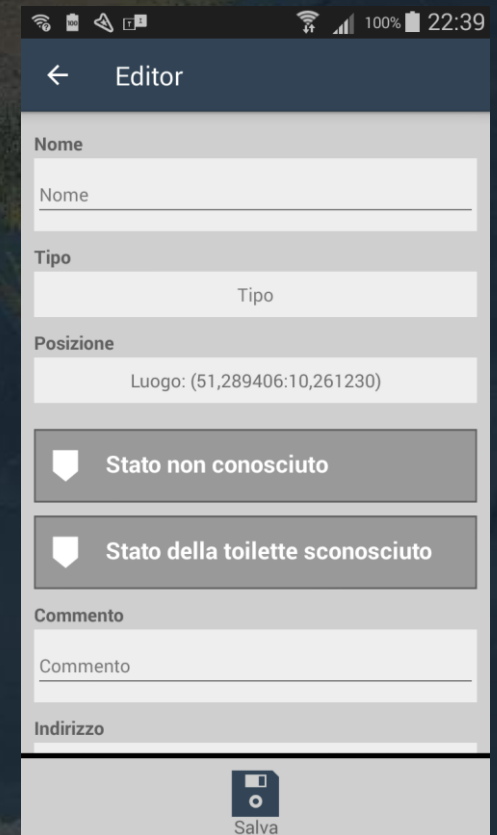 100% 22:39
Editor
Nome
Nome
Tipo
Tipo
Posizione
Luogo: (51,289406:10,261230)
Stato non conosciuto
Stato della toilette sconosciuto
Commento
Commento
Indirizzo
Salva